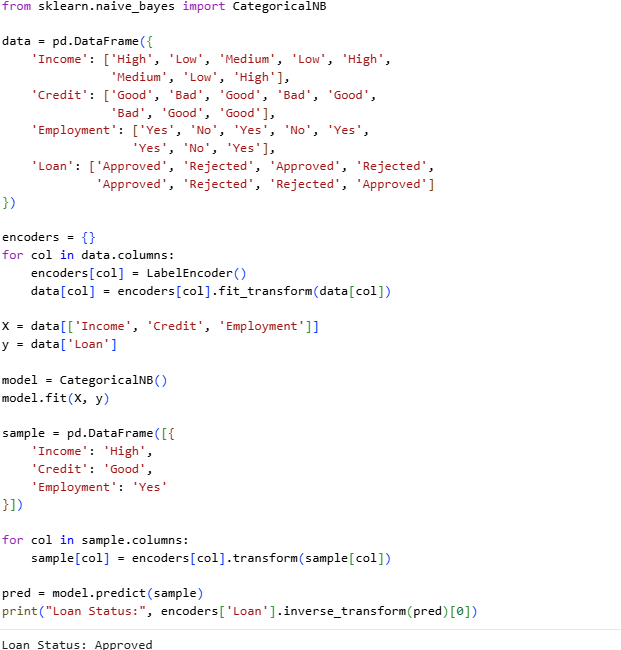 from sklearn.naive_bayes import CategoricalNB
data = pd.DataFrame({
    'Income': ['High', 'Low', 'Medium', 'Low', 'High',
               'Medium', 'Low', 'High'],
    'Credit': ['Good', 'Bad', 'Good', 'Bad', 'Good',
               'Bad', 'Good', 'Good'],
    'Employment': ['Yes', 'No', 'Yes', 'No', 'Yes',
                  'Yes', 'No', 'Yes'],
    'Loan': ['Approved', 'Rejected', 'Approved', 'Rejected',
             'Approved', 'Rejected', 'Rejected', 'Approved']
})
encoders = {}
for col in data.columns:
    encoders[col] = LabelEncoder()
    data[col] = encoders[col].fit_transform(data[col])
X = data[['Income', 'Credit', 'Employment']]
y = data['Loan']
model = CategoricalNB()
model.fit(X, y)
sample = pd.DataFrame([{
    'Income': 'High',
    'Credit': 'Good',
    'Employment': 'Yes'
}])
for col in sample.columns:
    sample[col] = encoders[col].transform(sample[col])
pred = model.predict(sample)
print("Loan Status:", encoders['Loan'].inverse_transform(pred)[0])
Loan Status: Approved